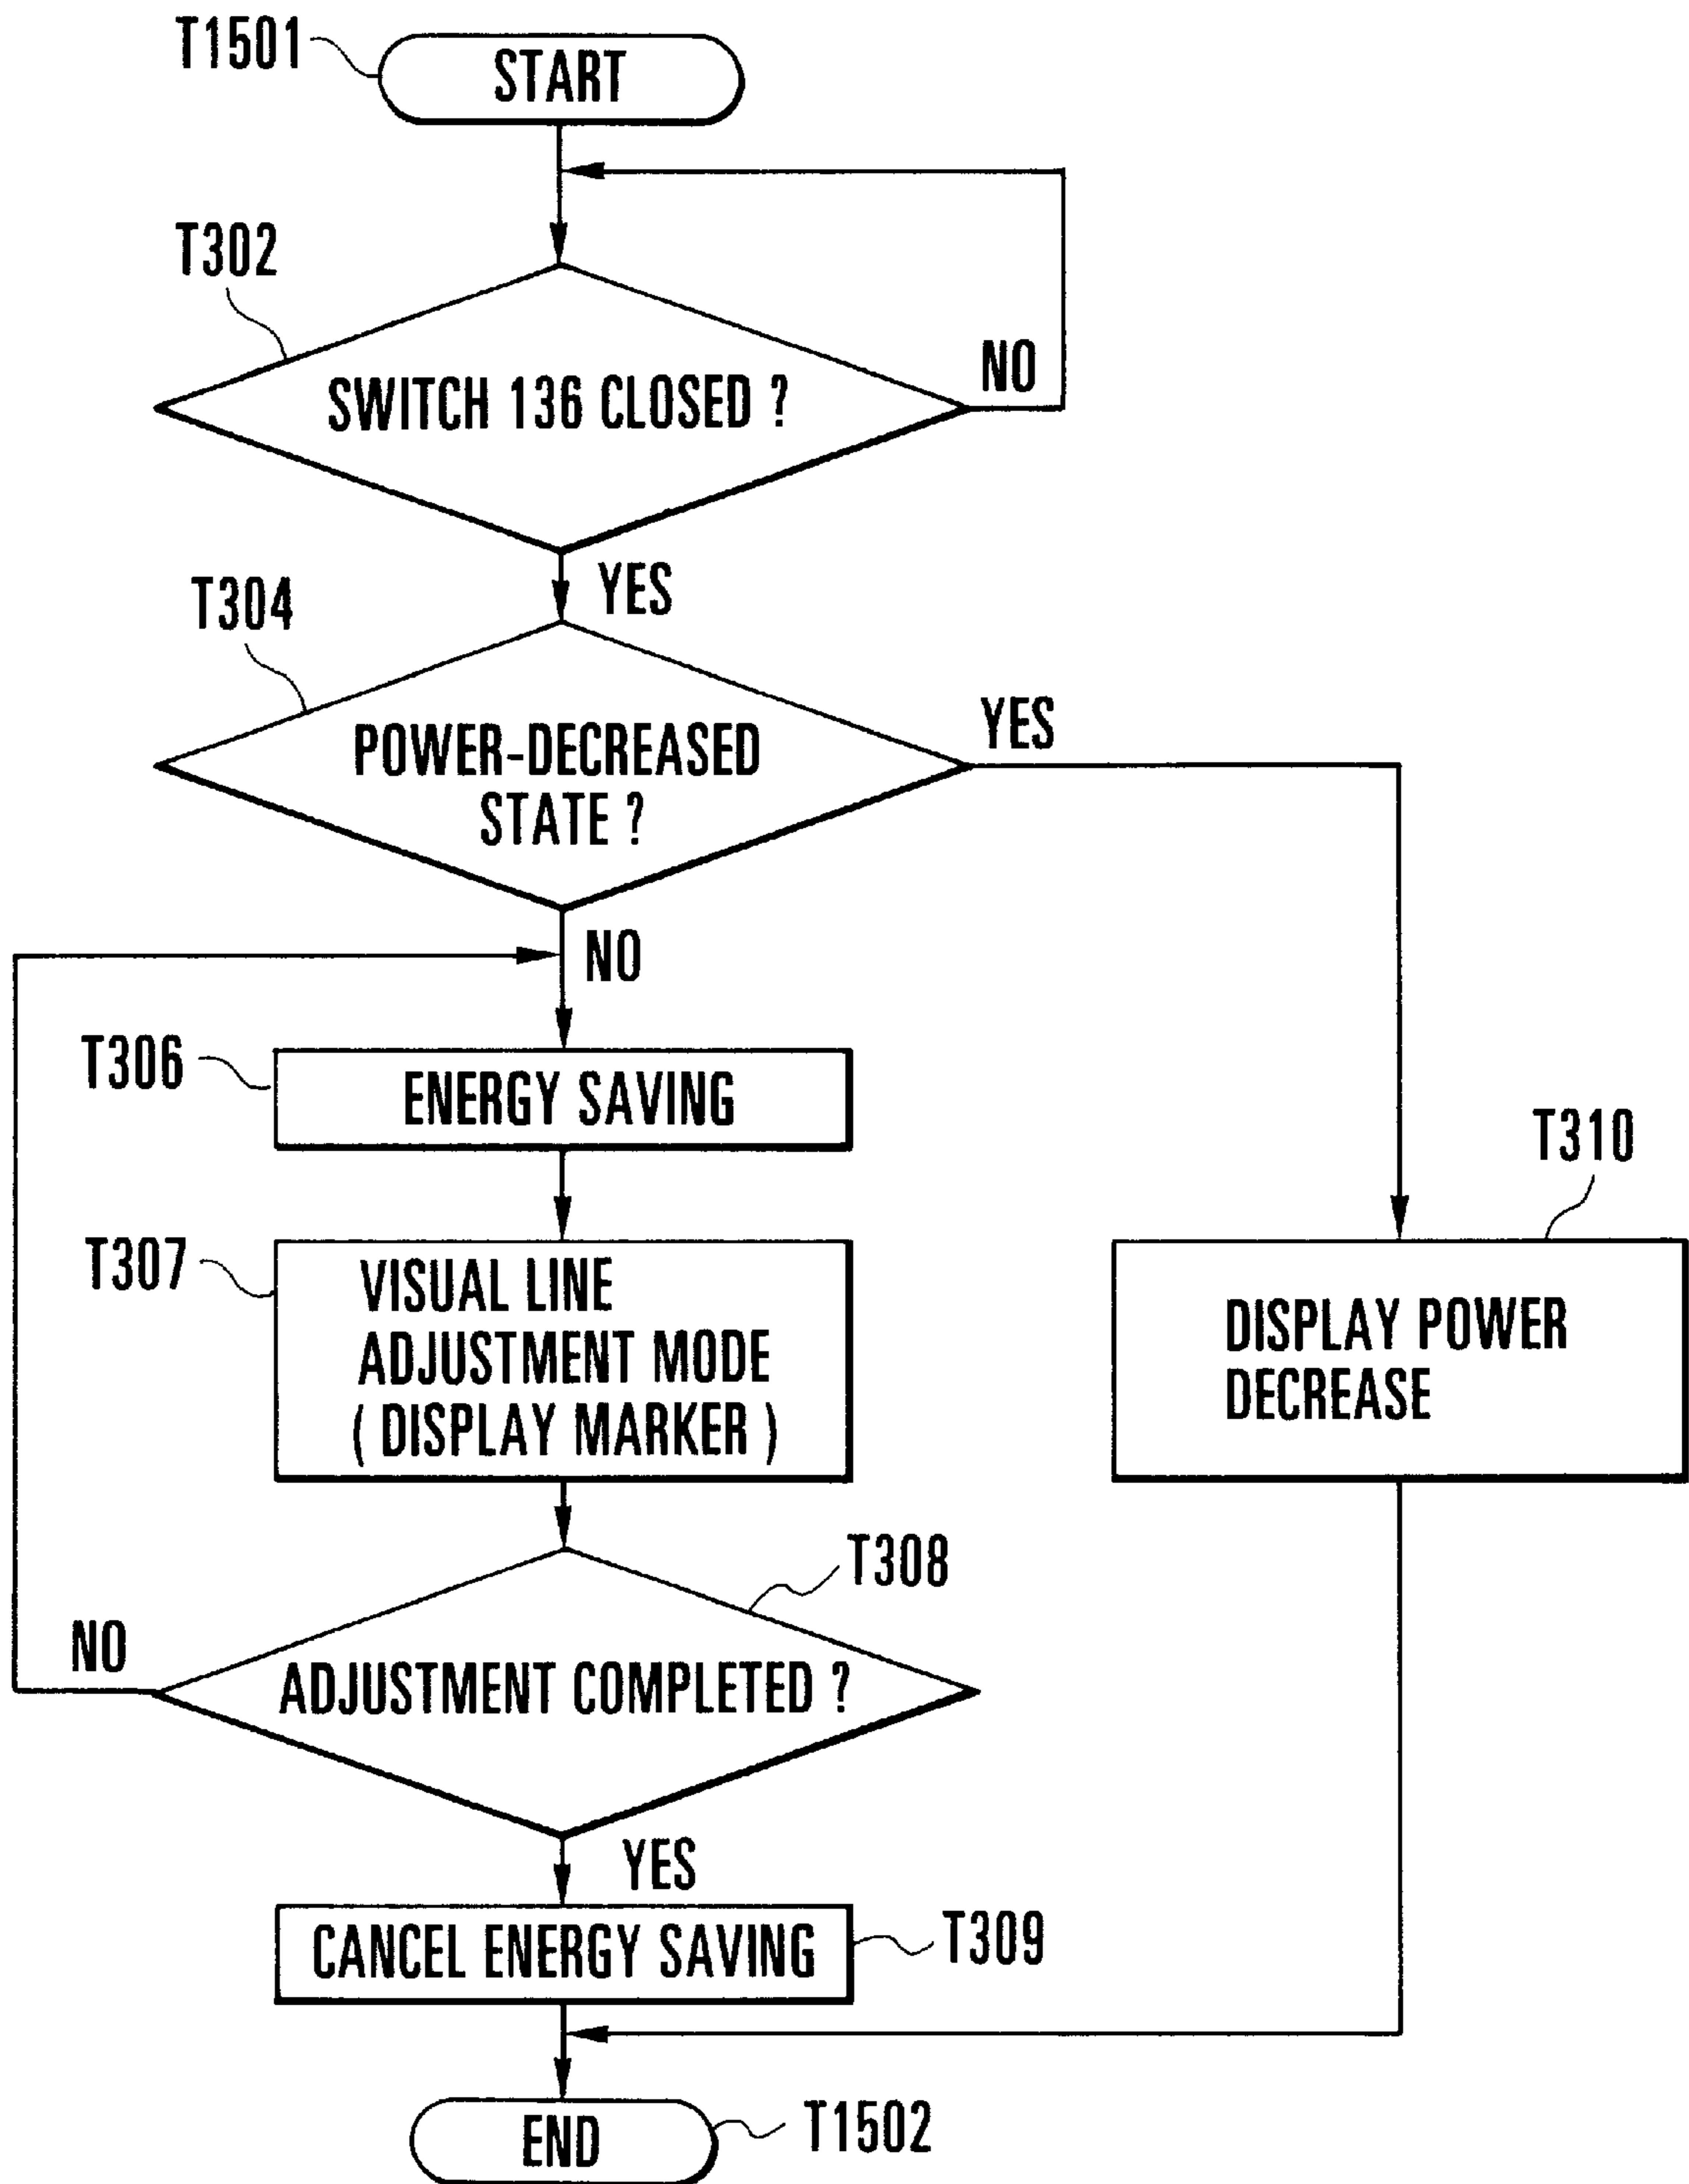 T1501
START
T302
SWITCH 136 CLOSED ?
NO
YES
T304
POWER-DECREASED
STATE ?
YES
NO
T306
ENERGY SAVING
T307
VISUAL LINE
ADJUSTMENT MODE
( DISPLAY MARKER )
T310
DISPLAY POWER
DECREASE
T308
ADJUSTMENT COMPLETED ?
NO
YES
CANCEL ENERGY SAVING
T309
END
T1502